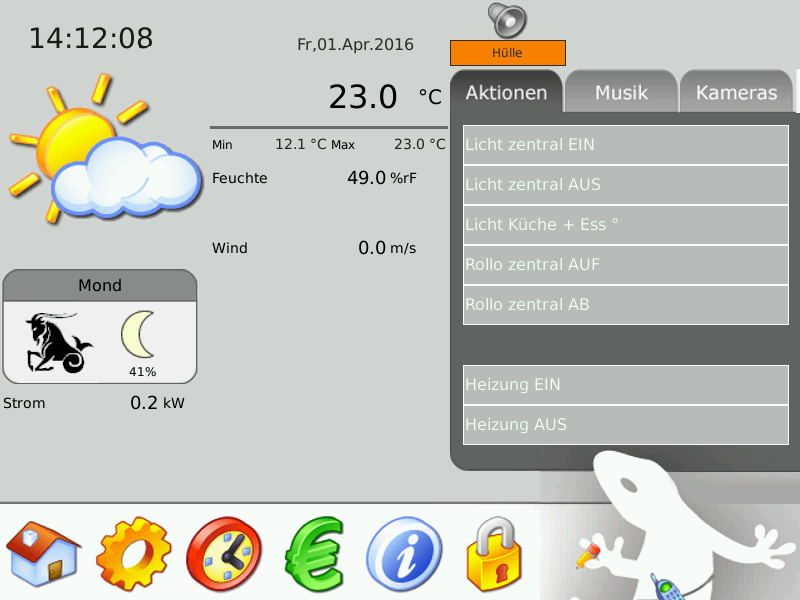 14:12:08
Fr,01.Apr.2016
Hülle
23.0 °C
Min 12.1 °C Max 23.0 °C
Feuchte 49.0 %rF
Wind 0.0 m/s
Mond
41%
Strom 0.2 kW
Aktionen Musik Kameras
Licht zentral EIN
Licht zentral AUS
Licht Küche + Ess °
Rollo zentral AUF
Rollo zentral AB
Heizung EIN
Heizung AUS